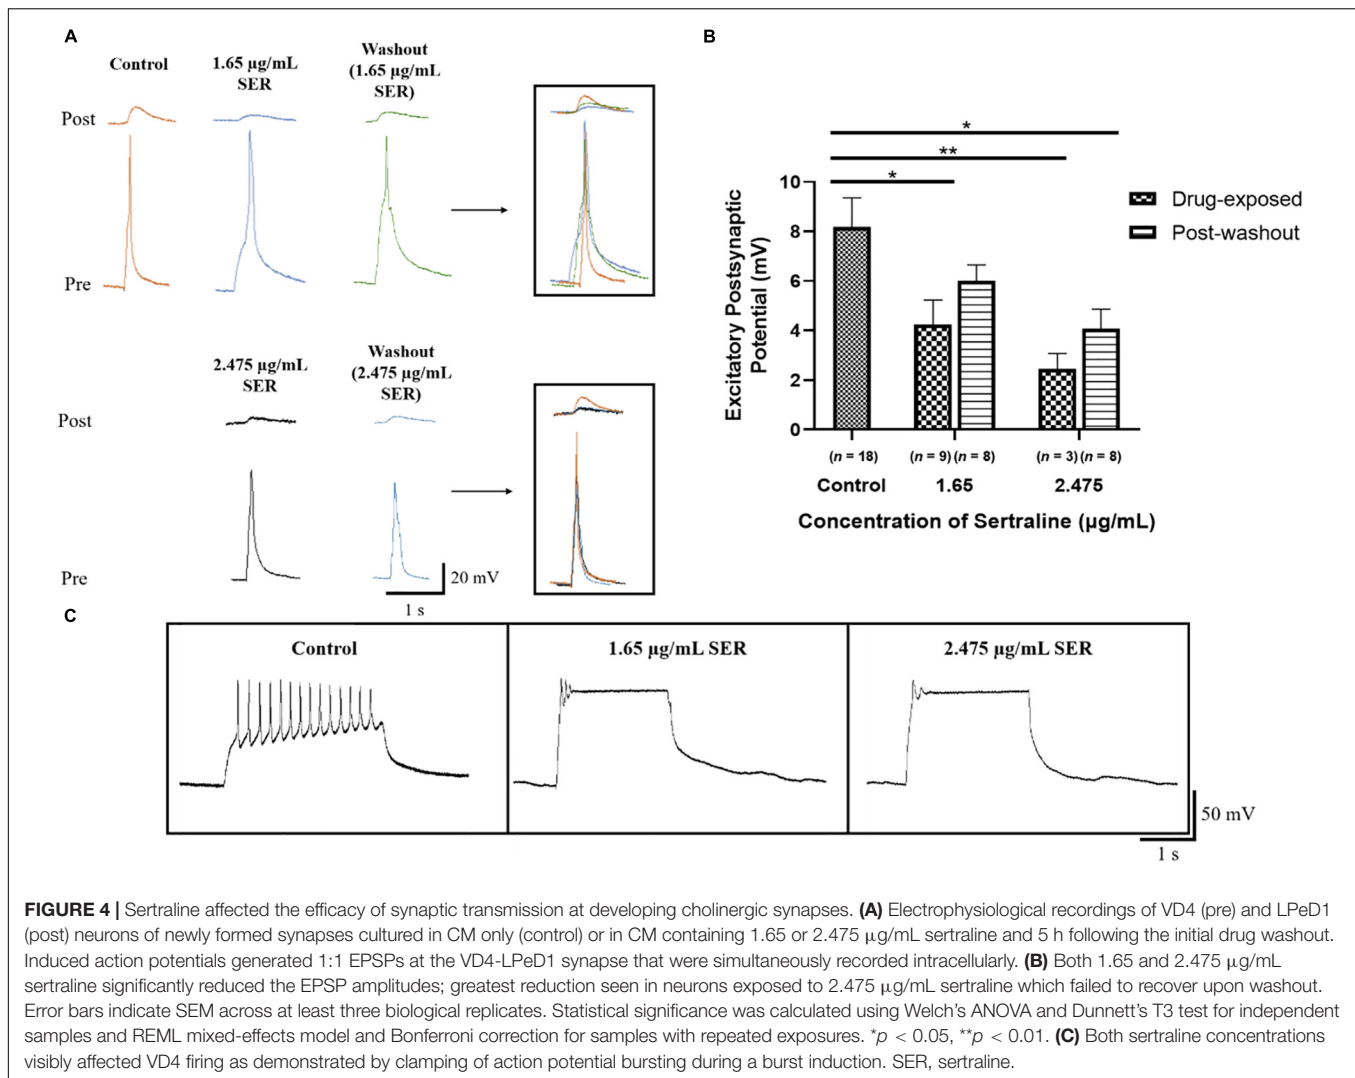 A
Control
1.65 µg/mL
SER
Washout
(1.65 µg/mL
SER)
Post
Pre
2.475 µg/mL
SER
Washout
(2.475 µg/mL
SER)
Post
Pre
20 mV
1 s
B
*
**
*
Excitatory Postsynaptic
Potential (mV)
10
8
6
4
2
0
Drug-exposed
Post-washout
(n = 18)
(n = 9) (n = 8)
(n = 3) (n = 8)
Control
1.65
2.475
Concentration of Sertraline (µg/mL)
C
Control
1.65 µg/mL SER
2.475 µg/mL SER
50 mV
1 s
FIGURE 4 | Sertraline affected the efficacy of synaptic transmission at developing cholinergic synapses. (A) Electrophysiological recordings of VD4 (pre) and LPeD1
(post) neurons of newly formed synapses cultured in CM only (control) or in CM containing 1.65 or 2.475 µg/mL sertraline and 5 h following the initial drug washout.
Induced action potentials generated 1:1 EPSPs at the VD4-LPeD1 synapse that were simultaneously recorded intracellularly. (B) Both 1.65 and 2.475 µg/mL
sertraline significantly reduced the EPSP amplitudes; greatest reduction seen in neurons exposed to 2.475 µg/mL sertraline which failed to recover upon washout.
Error bars indicate SEM across at least three biological replicates. Statistical significance was calculated using Welch's ANOVA and Dunnett's T3 test for independent
samples and REML mixed-effects model and Bonferroni correction for samples with repeated exposures. *p < 0.05, **p < 0.01. (C) Both sertraline concentrations
visibly affected VD4 firing as demonstrated by clamping of action potential bursting during a burst induction. SER, sertraline.